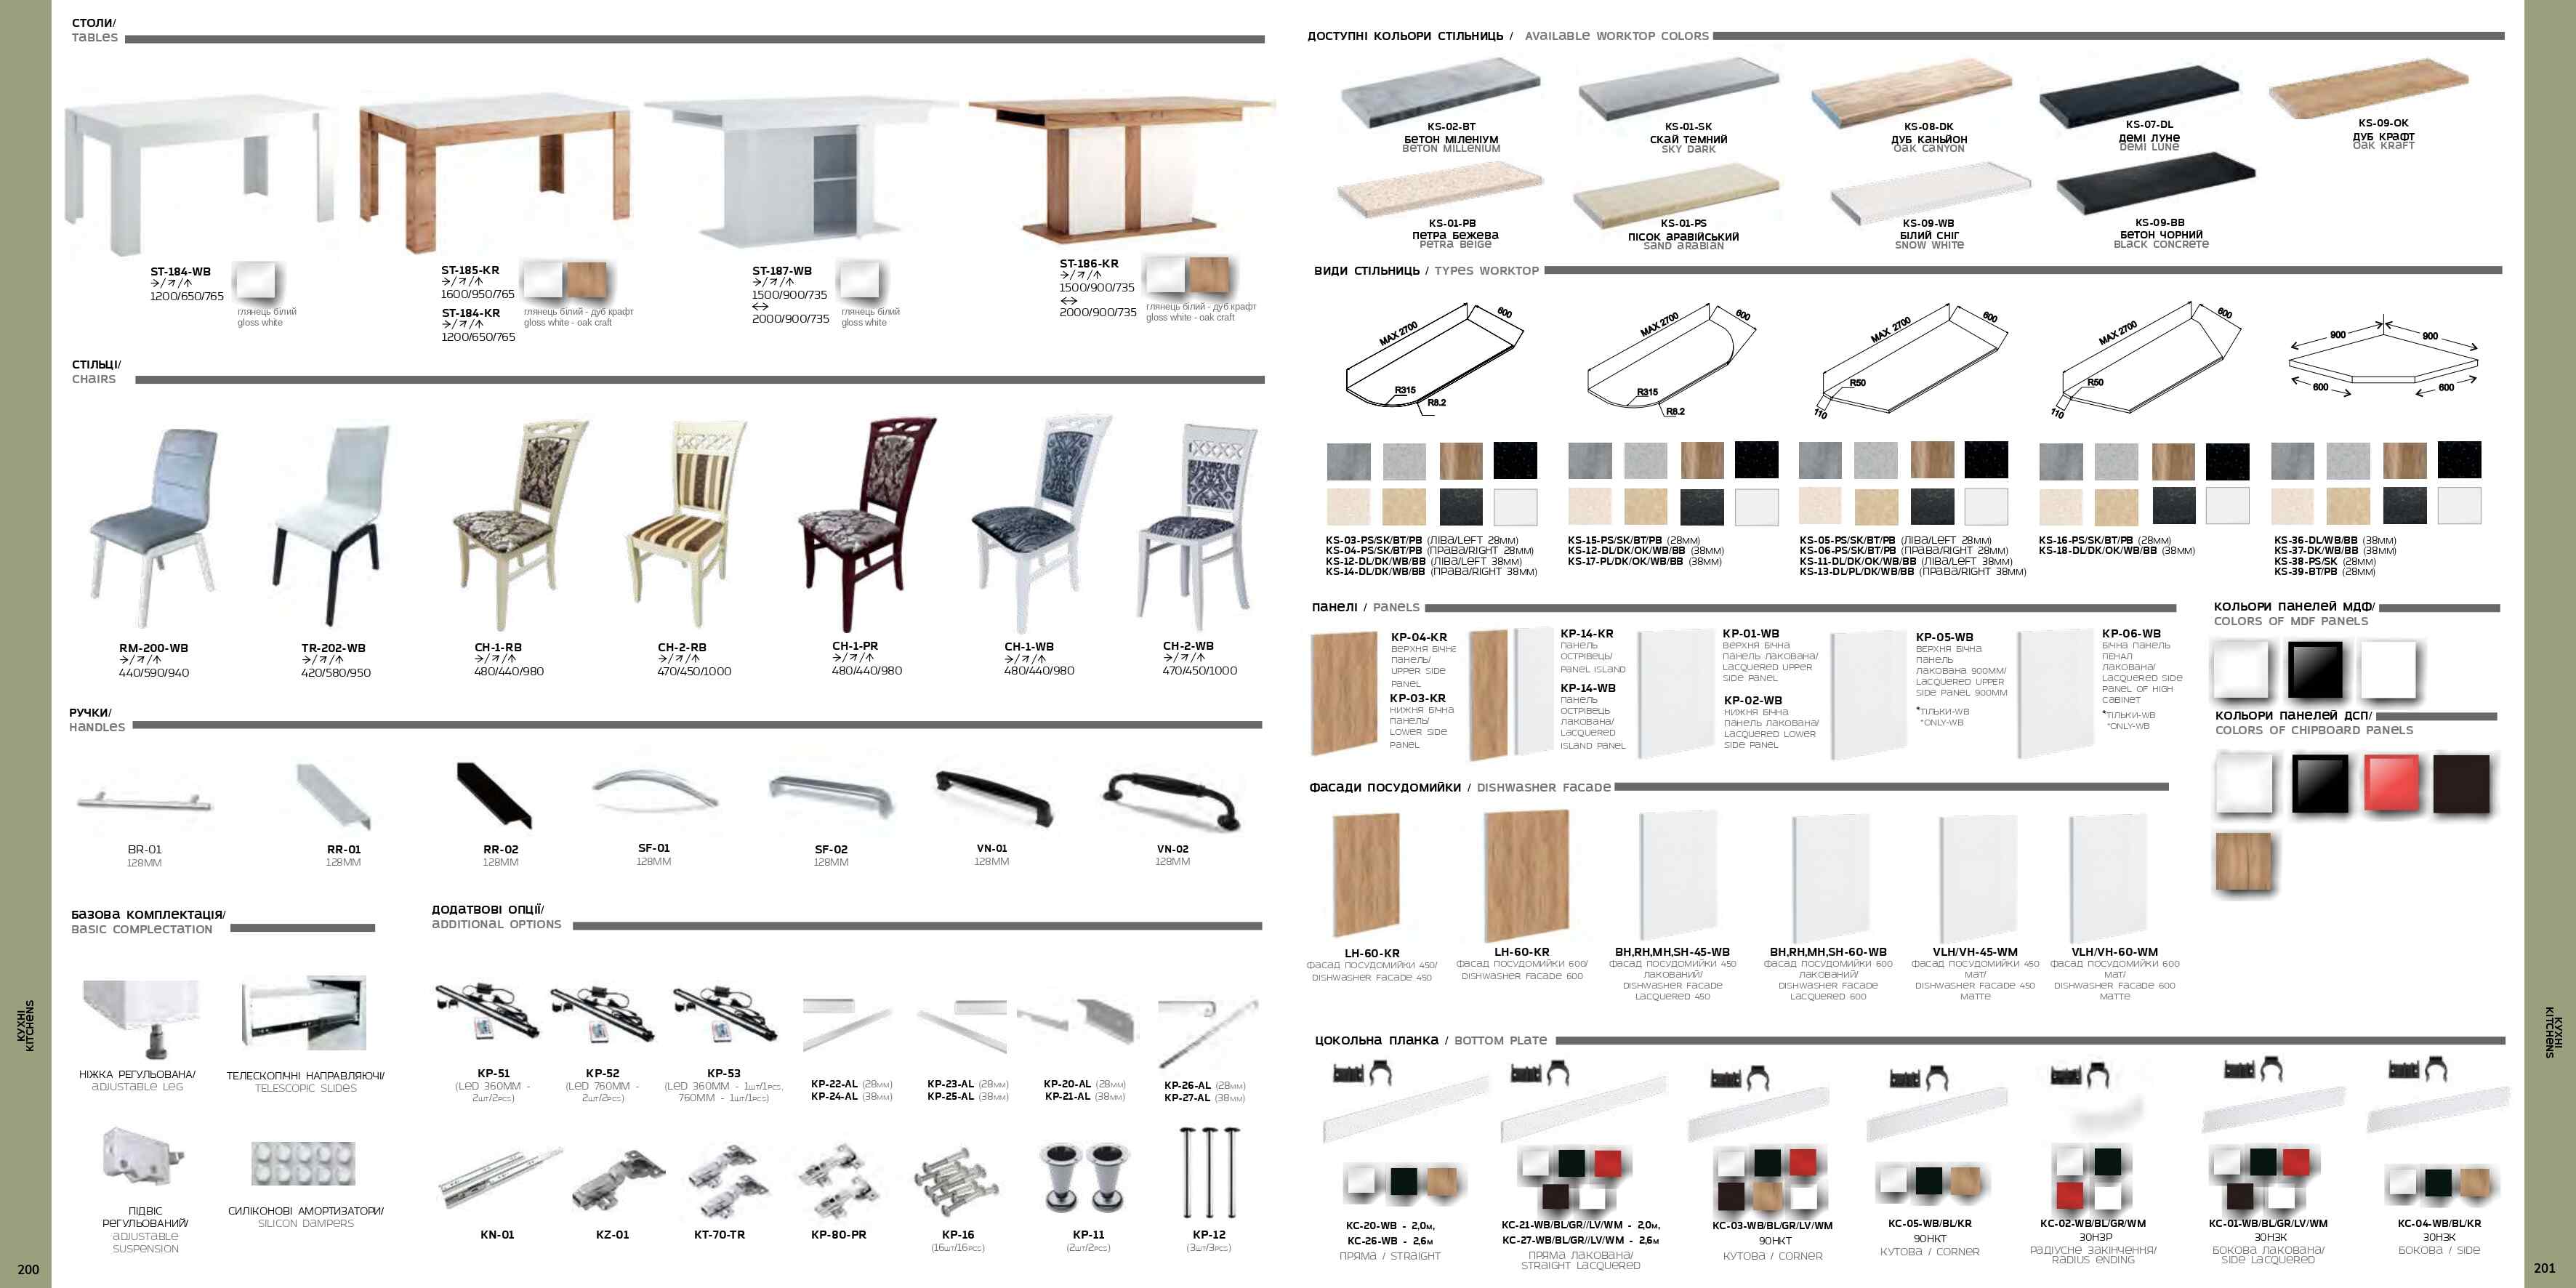 СТОЛИ/
TABLES
ST-184-WB
1200/650/765
глянець білий
gloss white
ST-185-KR
1600/950/765
ST-184-KR
1200/650/765
глянець білий - дуб крафт
gloss white - oak craft
ST-187-WB
1500/900/735
2000/900/735
глянець білий
gloss white
ST-186-KR
1500/900/735
2000/900/735
глянець білий - дуб крафт
gloss white - oak craft
СТІЛЬЦІ/
CHAIRS
RM-200-WB
440/590/940
TR-202-WB
420/580/950
CH-1-RB
480/440/980
CH-2-RB
470/450/1000
CH-1-PR
480/440/980
CH-1-WB
480/440/980
CH-2-WB
470/450/1000
РУЧКИ/
HANDLES
BR-01
128MM
RR-01
128MM
RR-02
128MM
SF-01
128MM
SF-02
128MM
VN-01
128MM
VN-02
128MM
БАЗОВА КОМПЛЕКТАЦІЯ/
BASIC COMPLECTATION
НІЖКА РЕГУЛЬОВАНА/
ADJUSTABLE LEG
ТЕЛЕСКОПІЧНІ НАПРАВЛЯЮЧІ/
TELESCOPIC SLIDES
ПІДВІС
РЕГУЛЬОВАНИЙ/
ADJUSTABLE
SUSPENSION
СИЛІКОНОВІ АМОРТИЗАТОРИ/
SILICON DAMPERS
ДОДАТВОВІ ОПЦІЇ/
ADDITIONAL OPTIONS
KP-51
(LED 360MM -
2шт/2pcs)
KP-52
(LED 760MM -
2шт/2pcs)
KP-53
(LED 360MM - 1шт/1pcs,
760MM - 1шт/1pcs)
KP-22-AL (28мм)
KP-24-AL (38мм)
KP-23-AL (28мм)
KP-25-AL (38мм)
KP-20-AL (28мм)
KP-21-AL (38мм)
KP-26-AL (28мм)
KP-27-AL (38мм)
KN-01
KZ-01
KT-70-TR
KP-80-PR
KP-16
(16шт/16pcs)
KP-11
(2шт/2pcs)
KP-12
(3шт/3pcs)
КУХНІ
KITCHENS
200
ДОСТУПНІ КОЛЬОРИ СТІЛЬНИЦЬ / AVAILABLE WORKTOP COLORS
KS-02-BT
БЕТОН МІЛЕНІУМ
BETON MILLENIUM
KS-01-SK
СКАЙ ТЕМНИЙ
SKY DARK
KS-08-DK
ДУБ КАНЬЙОН
OAK CANYON
KS-07-DL
ДЕМІ ЛУНЕ
DEMI LUNE
KS-09-OK
ДУБ КРАФТ
OAK KRAFT
KS-01-PB
ПЕТРА БЕЖЕВА
PETRA BEIGE
KS-01-PS
ПІСОК АРАВІЙСЬКИЙ
SAND ARABIAN
KS-09-WB
БІЛИЙ СНІГ
SNOW WHITE
KS-09-BB
БЕТОН ЧОРНИЙ
BLACK CONCRETE
ВИДИ СТІЛЬНИЦЬ / TYPES WORKTOP
MAX 2700
600
R315
R8.2
MAX 2700
600
R315
R8.2
MAX 2700
600
R50
110
MAX 2700
600
R50
110
900
900
600
600
KS-03-PS/SK/BT/PB (ЛІВА/LEFT 28мм)
KS-04-PS/SK/BT/PB (ПРАВА/RIGHT 28мм)
KS-12-DL/DK/WB/BB (ЛІВА/LEFT 38мм)
KS-14-DL/DK/WB/BB (ПРАВА/RIGHT 38мм)
KS-15-PS/SK/BT/PB (28мм)
KS-12-DL/DK/OK/WB/BB (38мм)
KS-17-PL/DK/OK/WB/BB (38мм)
KS-05-PS/SK/BT/PB (ЛІВА/LEFT 28мм)
KS-06-PS/SK/BT/PB (ПРАВА/RIGHT 28мм)
KS-11-DL/DK/OK/WB/BB (ЛІВА/LEFT 38мм)
KS-13-DL/PL/DK/WB/BB (ПРАВА/RIGHT 38мм)
KS-16-PS/SK/BT/PB (28мм)
KS-18-DL/DK/OK/WB/BB (38мм)
KS-36-DL/WB/BB (38мм)
KS-37-DK/WB/BB (38мм)
KS-38-PS/SK (28мм)
KS-39-BT/PB (28мм)
ПАНЕЛІ / PANELS
KP-04-KR
ВЕРХНЯ БІЧНА
ПАНЕЛЬ/
UPPER SIDE
PANEL
KP-03-KR
НИЖНЯ БІЧНА
ПАНЕЛЬ/
LOWER SIDE
PANEL
KP-14-KR
ПАНЕЛЬ
ОСТРІВЕЦЬ/
PANEL ISLAND
KP-14-WB
ПАНЕЛЬ
ОСТРІВЕЦЬ
ЛАКОВАНА/
LACQUERED
ISLAND PANEL
KP-01-WB
ВЕРХНЯ БІЧНА
ПАНЕЛЬ ЛАКОВАНА/
LACQUERED UPPER
SIDE PANEL
KP-02-WB
НИЖНЯ БІЧНА
ПАНЕЛЬ ЛАКОВАНА/
LACQUERED LOWER
SIDE PANEL
KP-05-WB
ВЕРХНЯ БІЧНА
ПАНЕЛЬ
ЛАКОВАНА 900MM/
LACQUERED UPPER
SIDE PANEL 900MM
*ТІЛЬКИ-WB
*ONLY-WB
KP-06-WB
БІЧНА ПАНЕЛЬ
ПЕНАЛ
ЛАКОВАНА/
LACQUERED SIDE
PANEL OF HIGH
CABINET
*ТІЛЬКИ-WB
*ONLY-WB
КОЛЬОРИ ПАНЕЛЕЙ МДФ/
COLORS OF MDF PANELS
КОЛЬОРИ ПАНЕЛЕЙ ДСП/
COLORS OF CHIPBOARD PANELS
ФАСАДИ ПОСУДОМИЙКИ / DISHWASHER FACADE
LH-60-KR
ФАСАД ПОСУДОМИЙКИ 450/
DISHWASHER FACADE 450
LH-60-KR
ФАСАД ПОСУДОМИЙКИ 600/
DISHWASHER FACADE 600
BH,RH,MH,SH-45-WB
ФАСАД ПОСУДОМИЙКИ 450
ЛАКОВАНИЙ/
DISHWASHER FACADE
LACQUERED 450
BH,RH,MH,SH-60-WB
ФАСАД ПОСУДОМИЙКИ 600
ЛАКОВАНИЙ/
DISHWASHER FACADE
LACQUERED 600
VLH/VH-45-WM
ФАСАД ПОСУДОМИЙКИ 450
МАТ/
DISHWASHER FACADE 450
MATTE
VLH/VH-60-WM
ФАСАД ПОСУДОМИЙКИ 600
МАТ/
DISHWASHER FACADE 600
MATTE
ЦОКОЛЬНА ПЛАНКА / BOTTOM PLATE
KC-20-WB - 2,0м,
KC-26-WB - 2,6м
ПРЯМА / STRAIGHT
KC-21-WB/BL/GR//LV/WM - 2,0м,
KC-27-WB/BL/GR//LV/WM - 2,6м
ПРЯМА ЛАКОВАНА/
STRAIGHT LACQUERED
KC-03-WB/BL/GR/LV/WM
90НКТ
КУТОВА / CORNER
KC-05-WB/BL/KR
90НКТ
КУТОВА / CORNER
KC-02-WB/BL/GR/WM
30НЗР
РАДІУСНЕ ЗАКІНЧЕННЯ/
RADIUS ENDING
KC-01-WB/BL/GR/LV/WM
30НЗК
БОКОВА ЛАКОВАНА/
SIDE LACQUERED
KC-04-WB/BL/KR
30НЗК
БОКОВА / SIDE
КУХНІ
KITCHENS
201